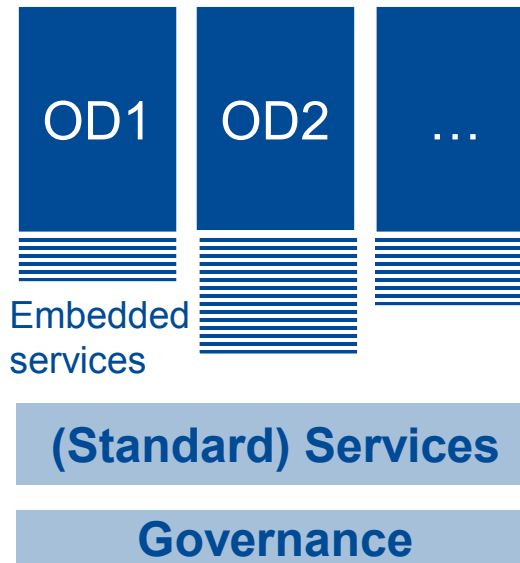 OD1
OD2
…
Embedded
services
(Standard) Services
Governance